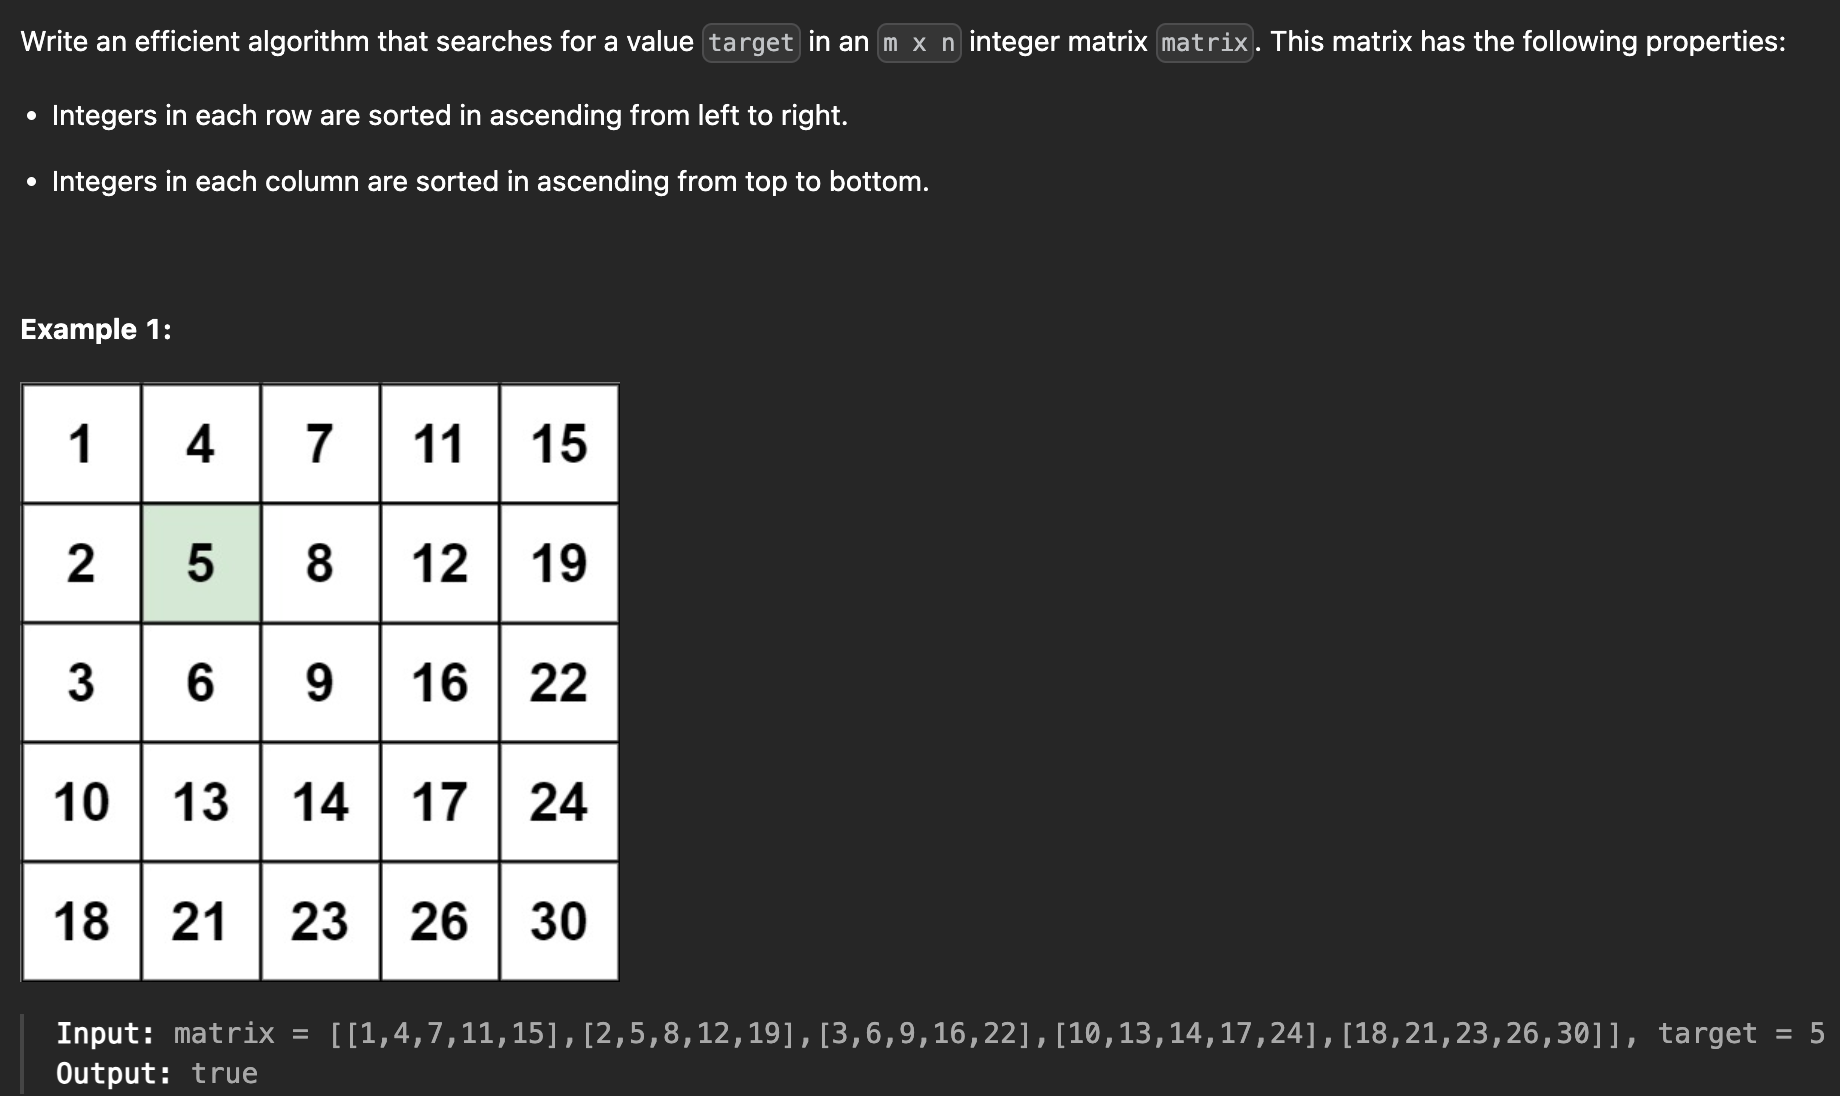 Write an efficient algorithm that searches for a value target in an m x n integer matrix matrix. This matrix has the following properties:
• Integers in each row are sorted in ascending from left to right.
• Integers in each column are sorted in ascending from top to bottom.
Example 1:
1 4 7 11 15
2 5 8 12 19
3 6 9 16 22
10 13 14 17 24
18 21 23 26 30
Input: matrix = [[1,4,7,11,15],[2,5,8,12,19],[3,6,9,16,22],[10,13,14,17,24],[18,21,23,26,30]], target = 5
Output: true